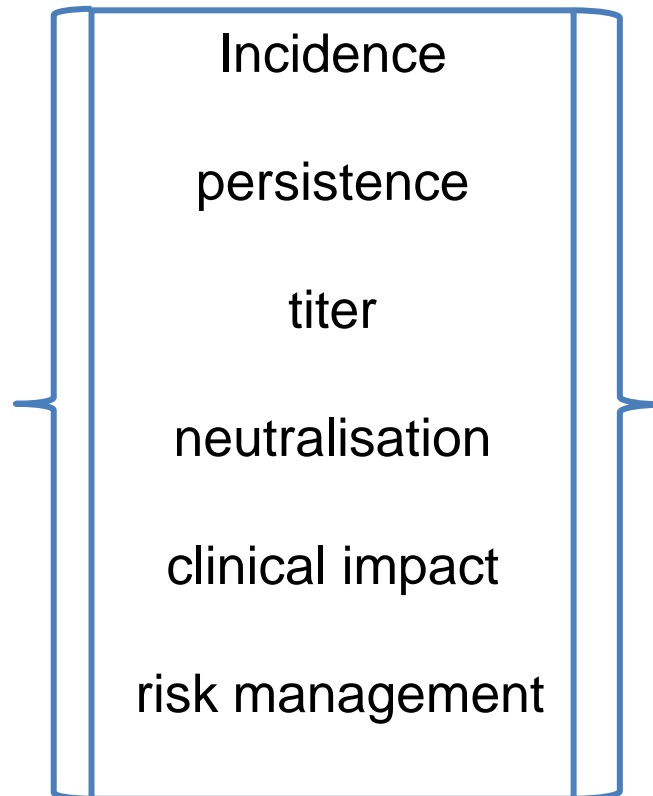 Incidence
persistence
titer
neutralisation
clinical impact
risk management